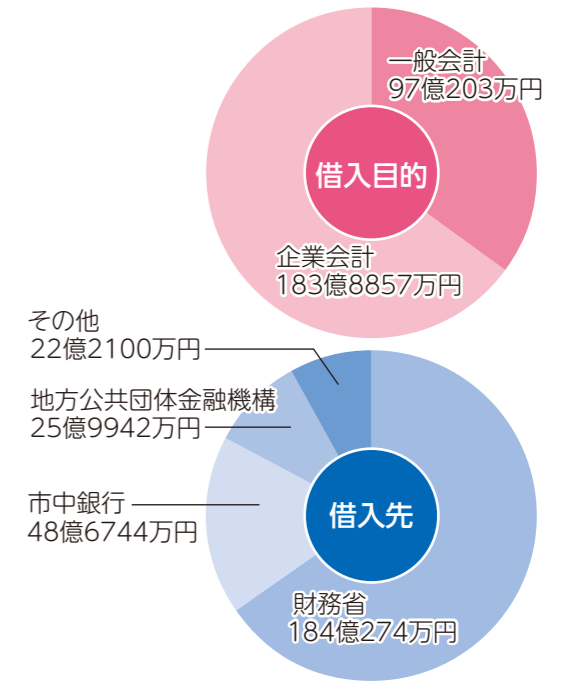 一般会計
97億203万円
借入目的
企業会計
183億8857万円
その他
22億2100万円
地方公共団体金融機構
25億9942万円
市中銀行
48億6744万円
借入先
財務省
184億274万円